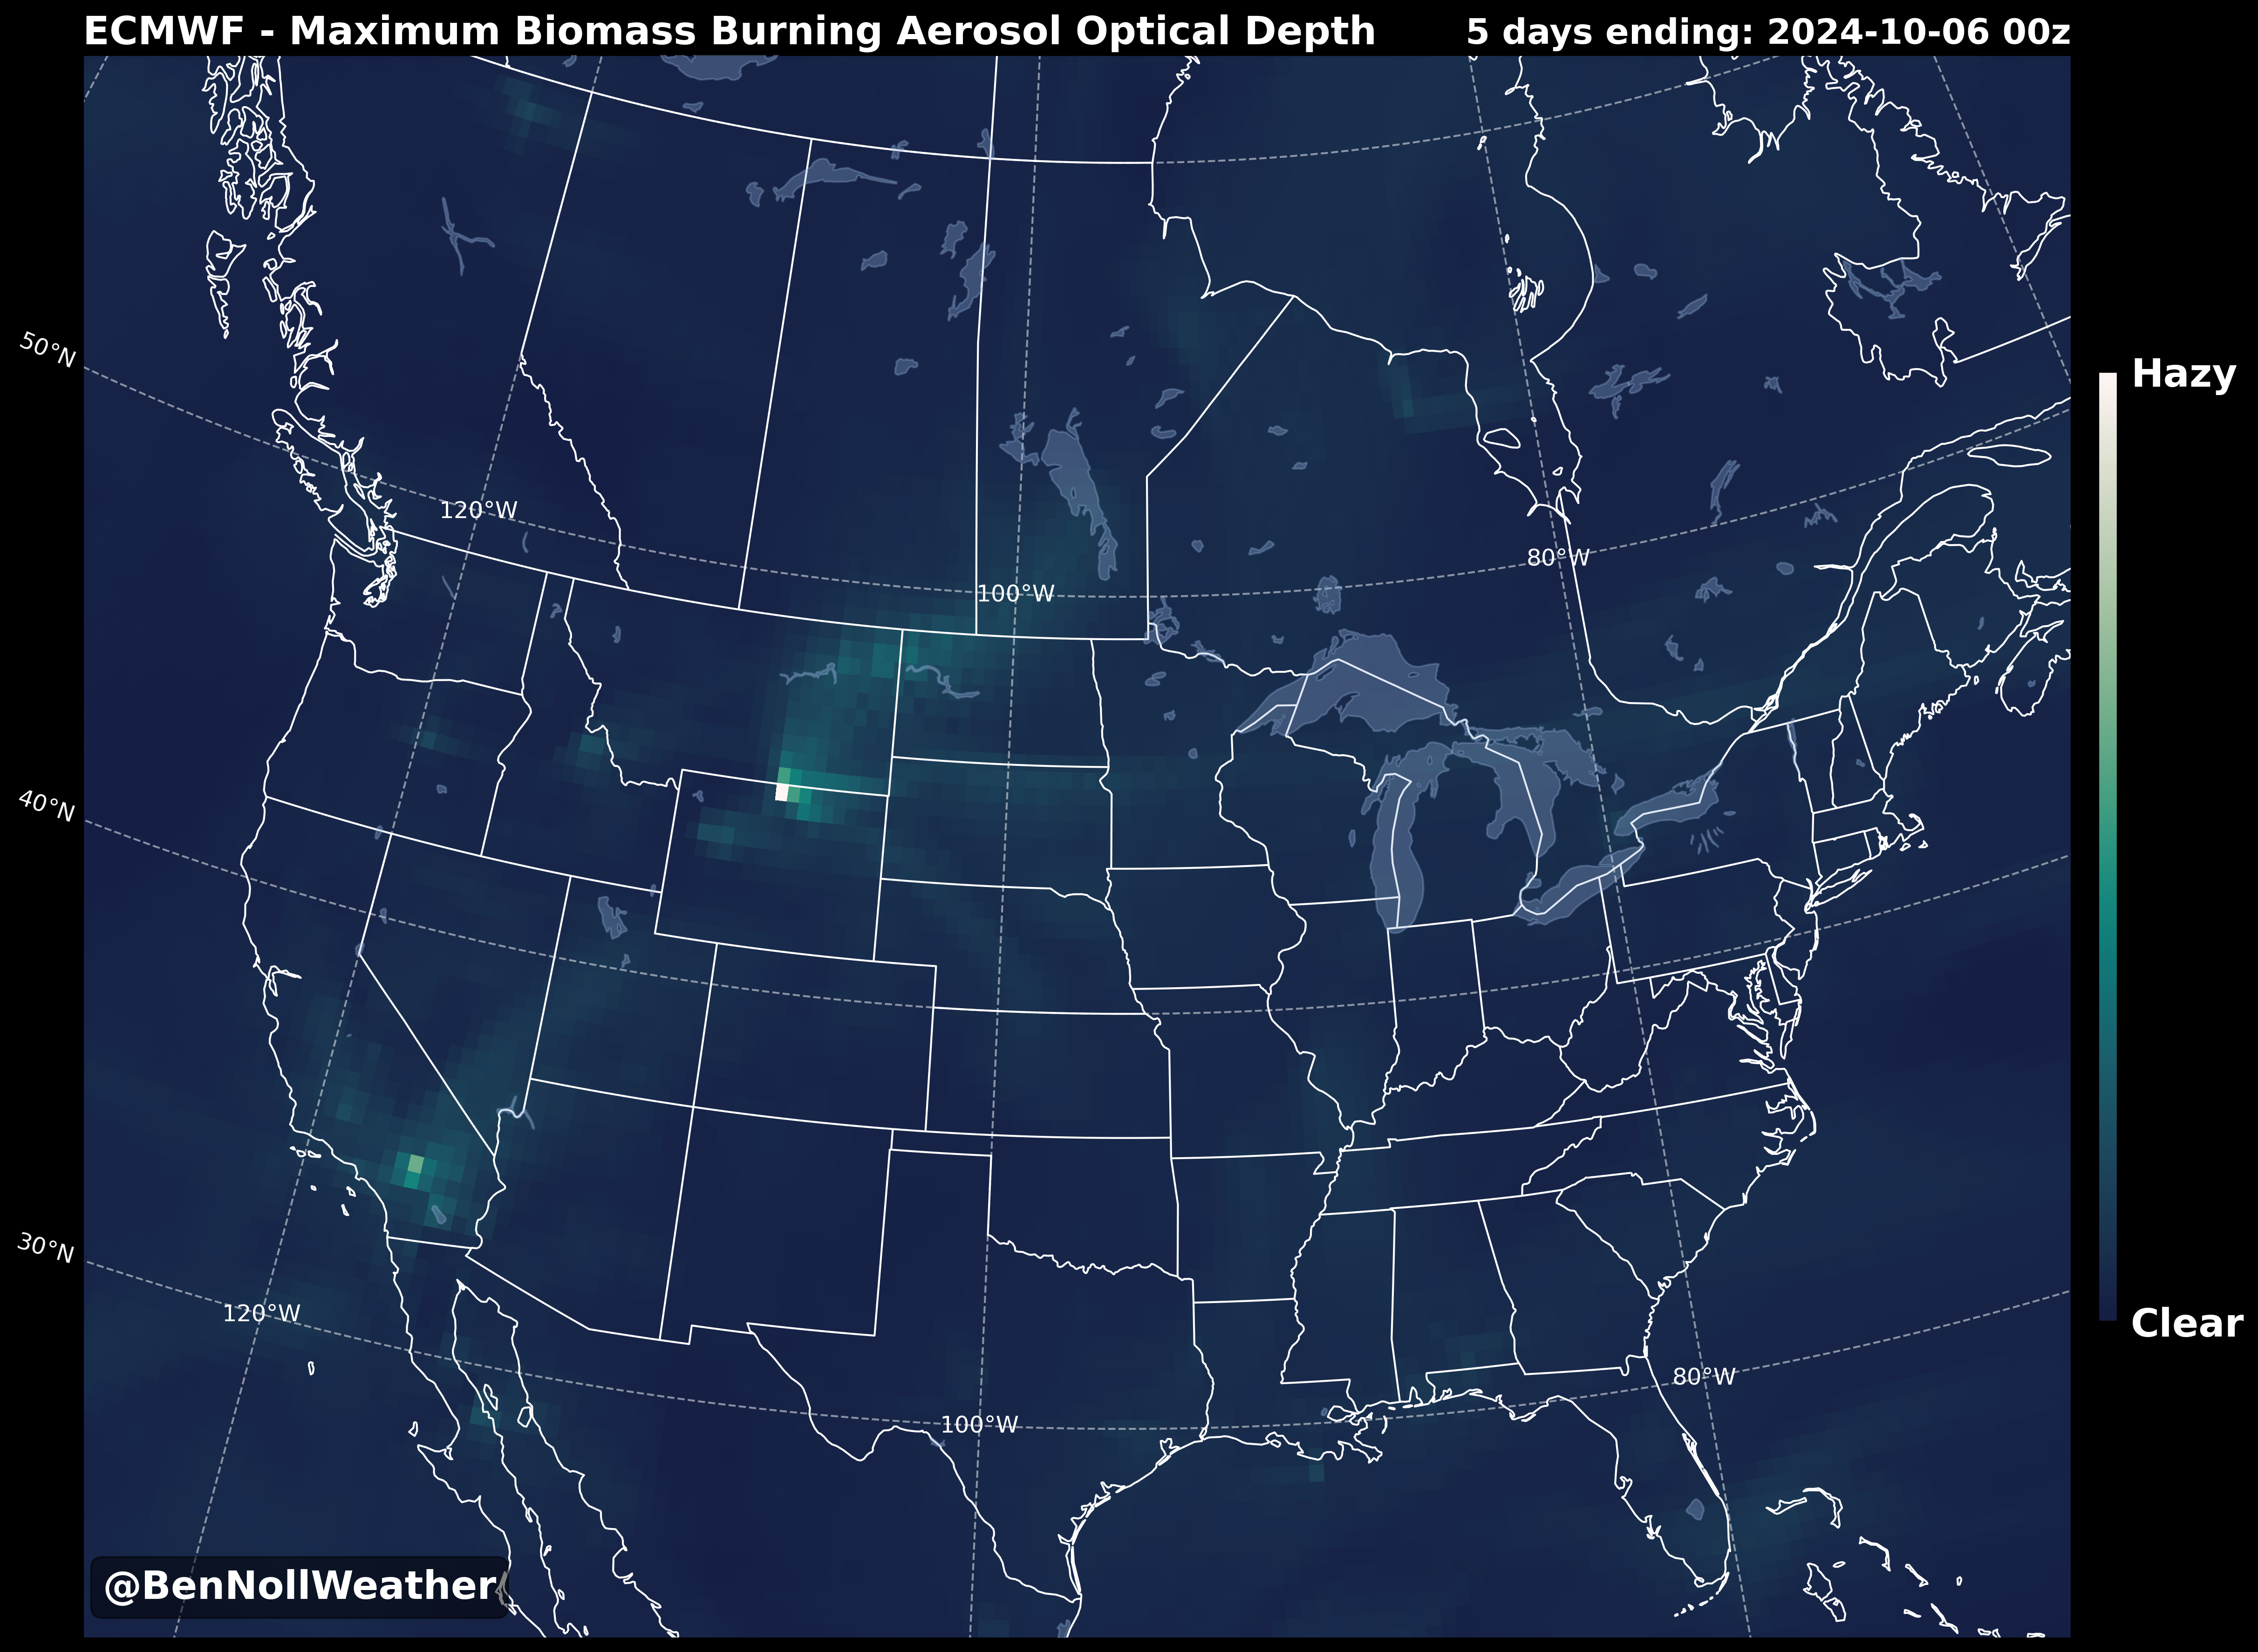 ECMWF - Maximum Biomass Burning Aerosol Optical Depth
5 days ending: 2024-10-06 00z
50°N
Hazy
120°W
80°W
100°W
40°N
30°N
120°W
Clear
80°W
100°W
@BenNollWeather